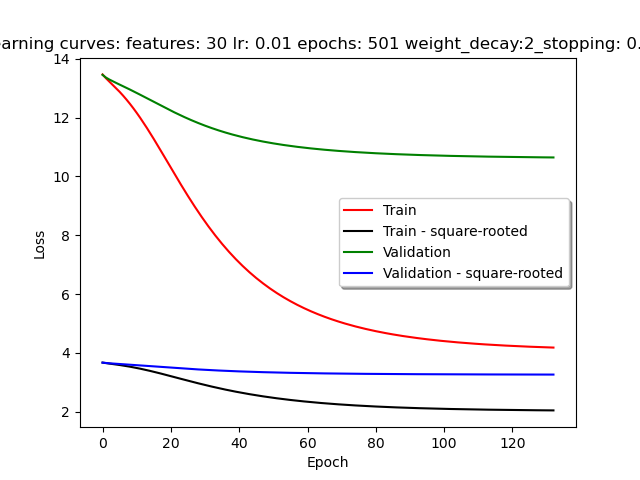 earning curves: features: 30 lr: 0.01 epochs: 501 weight_decay:2_stopping: 0.
14
12
10
8
6
4
2
Loss
Train
Train - square-rooted
Validation
Validation - square-rooted
0 20 40 60 80 100 120
Epoch